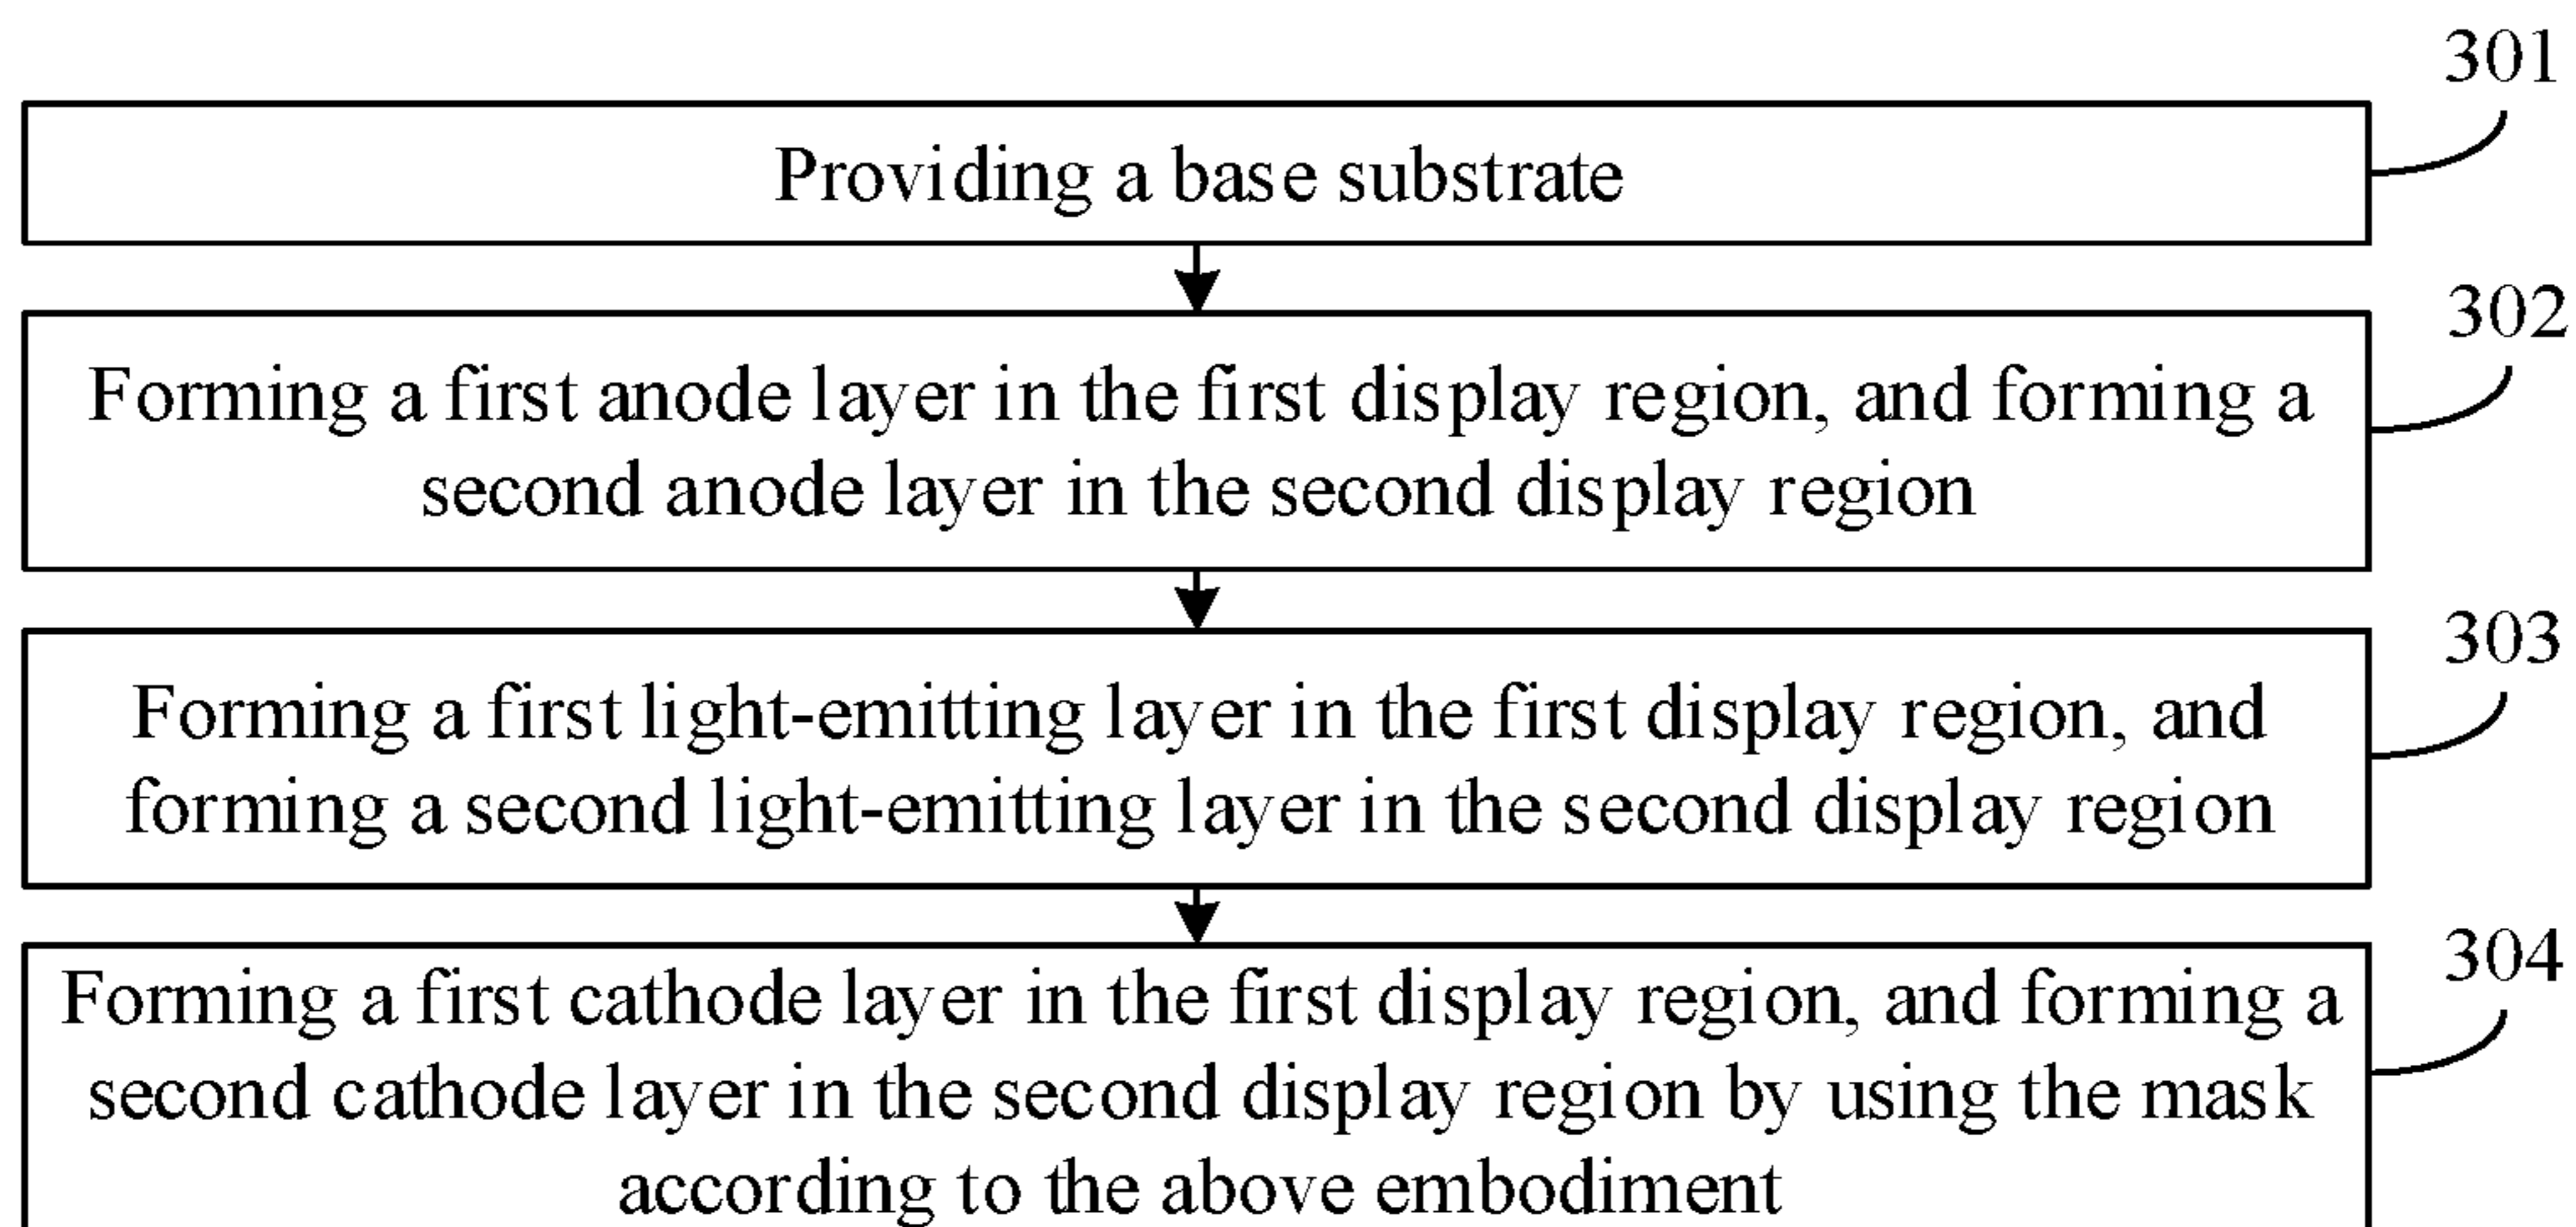 301
Providing a base substrate
302
Forming a first anode layer in the first display region, and forming a
second anode layer in the second display region
303
Forming a first light-emitting layer in the first display region, and
forming a second light-emitting layer in the second display region
304
Forming a first cathode layer in the first display region, and forming a
second cathode layer in the second display region by using the mask
according to the above embodiment